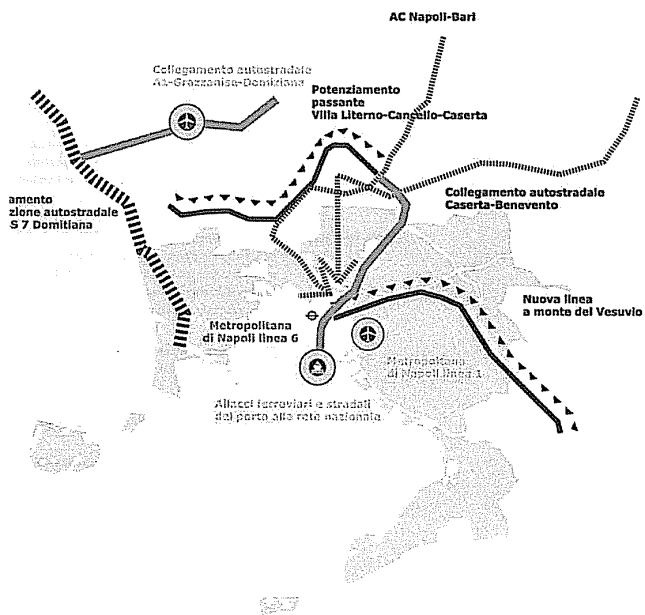 AC Napoli-Bari
Collegamento autostradale
A1-Grazzanise-Domiziana
Potenziamento
passante
Villa Literno-Cancello-Caserta
amento
zione autostradale
S 7 Domitiana
Collegamento autostradale
Caserta-Benevento
Nuova linea
a monte del Vesuvio
Metropolitana
di Napoli linea 6
Metropolitana
di Napoli linea 1
Allacci ferroviari e stradali
del porto alla rete nazionale